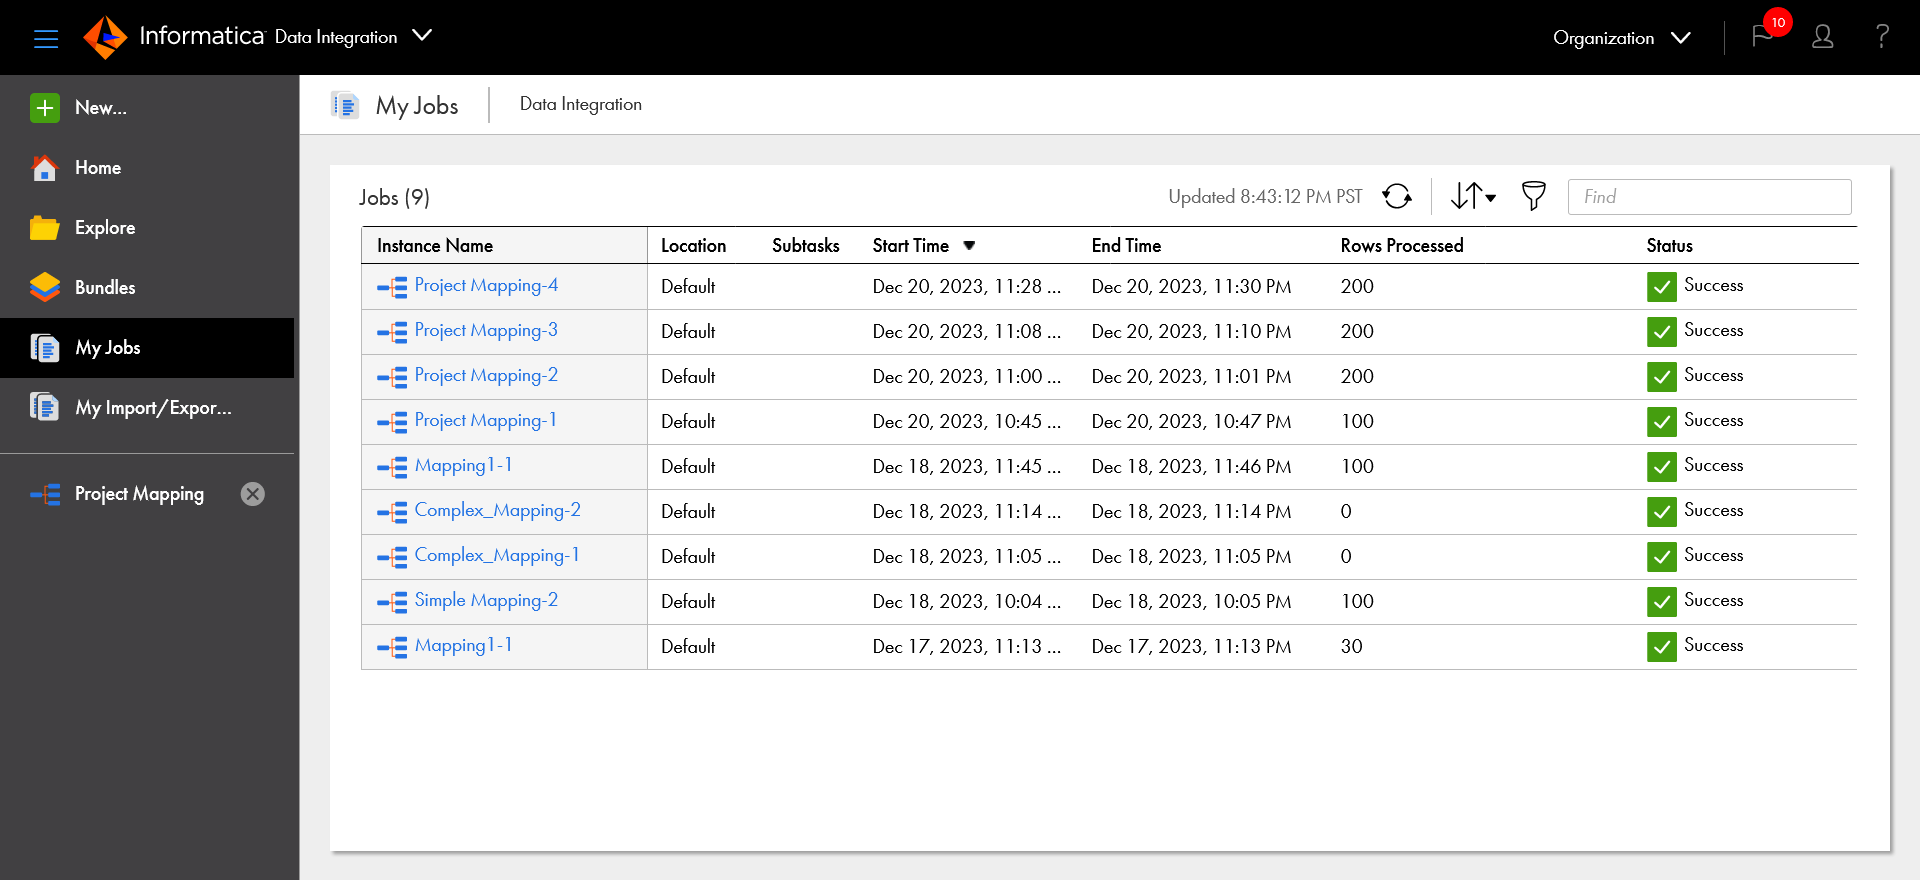 Informatica Data Integration
Organization
10
?
New...
Home
Explore
Bundles
My Jobs
My Import/Expor...
Project Mapping
My Jobs
Data Integration
Jobs (9)
Updated 8:43:12 PM PST
Find
Instance Name Location Subtasks Start Time End Time Rows Processed Status
Project Mapping-4 Default Dec 20, 2023, 11:28 ... Dec 20, 2023, 11:30 PM 200 Success
Project Mapping-3 Default Dec 20, 2023, 11:08 ... Dec 20, 2023, 11:10 PM 200 Success
Project Mapping-2 Default Dec 20, 2023, 11:00 ... Dec 20, 2023, 11:01 PM 200 Success
Project Mapping-1 Default Dec 20, 2023, 10:45 ... Dec 20, 2023, 10:47 PM 100 Success
Mapping1-1 Default Dec 18, 2023, 11:45 ... Dec 18, 2023, 11:46 PM 100 Success
Complex_Mapping-2 Default Dec 18, 2023, 11:14 ... Dec 18, 2023, 11:14 PM 0 Success
Complex_Mapping-1 Default Dec 18, 2023, 11:05 ... Dec 18, 2023, 11:05 PM 0 Success
Simple Mapping-2 Default Dec 18, 2023, 10:04 ... Dec 18, 2023, 10:05 PM 100 Success
Mapping1-1 Default Dec 17, 2023, 11:13 ... Dec 17, 2023, 11:13 PM 30 Success